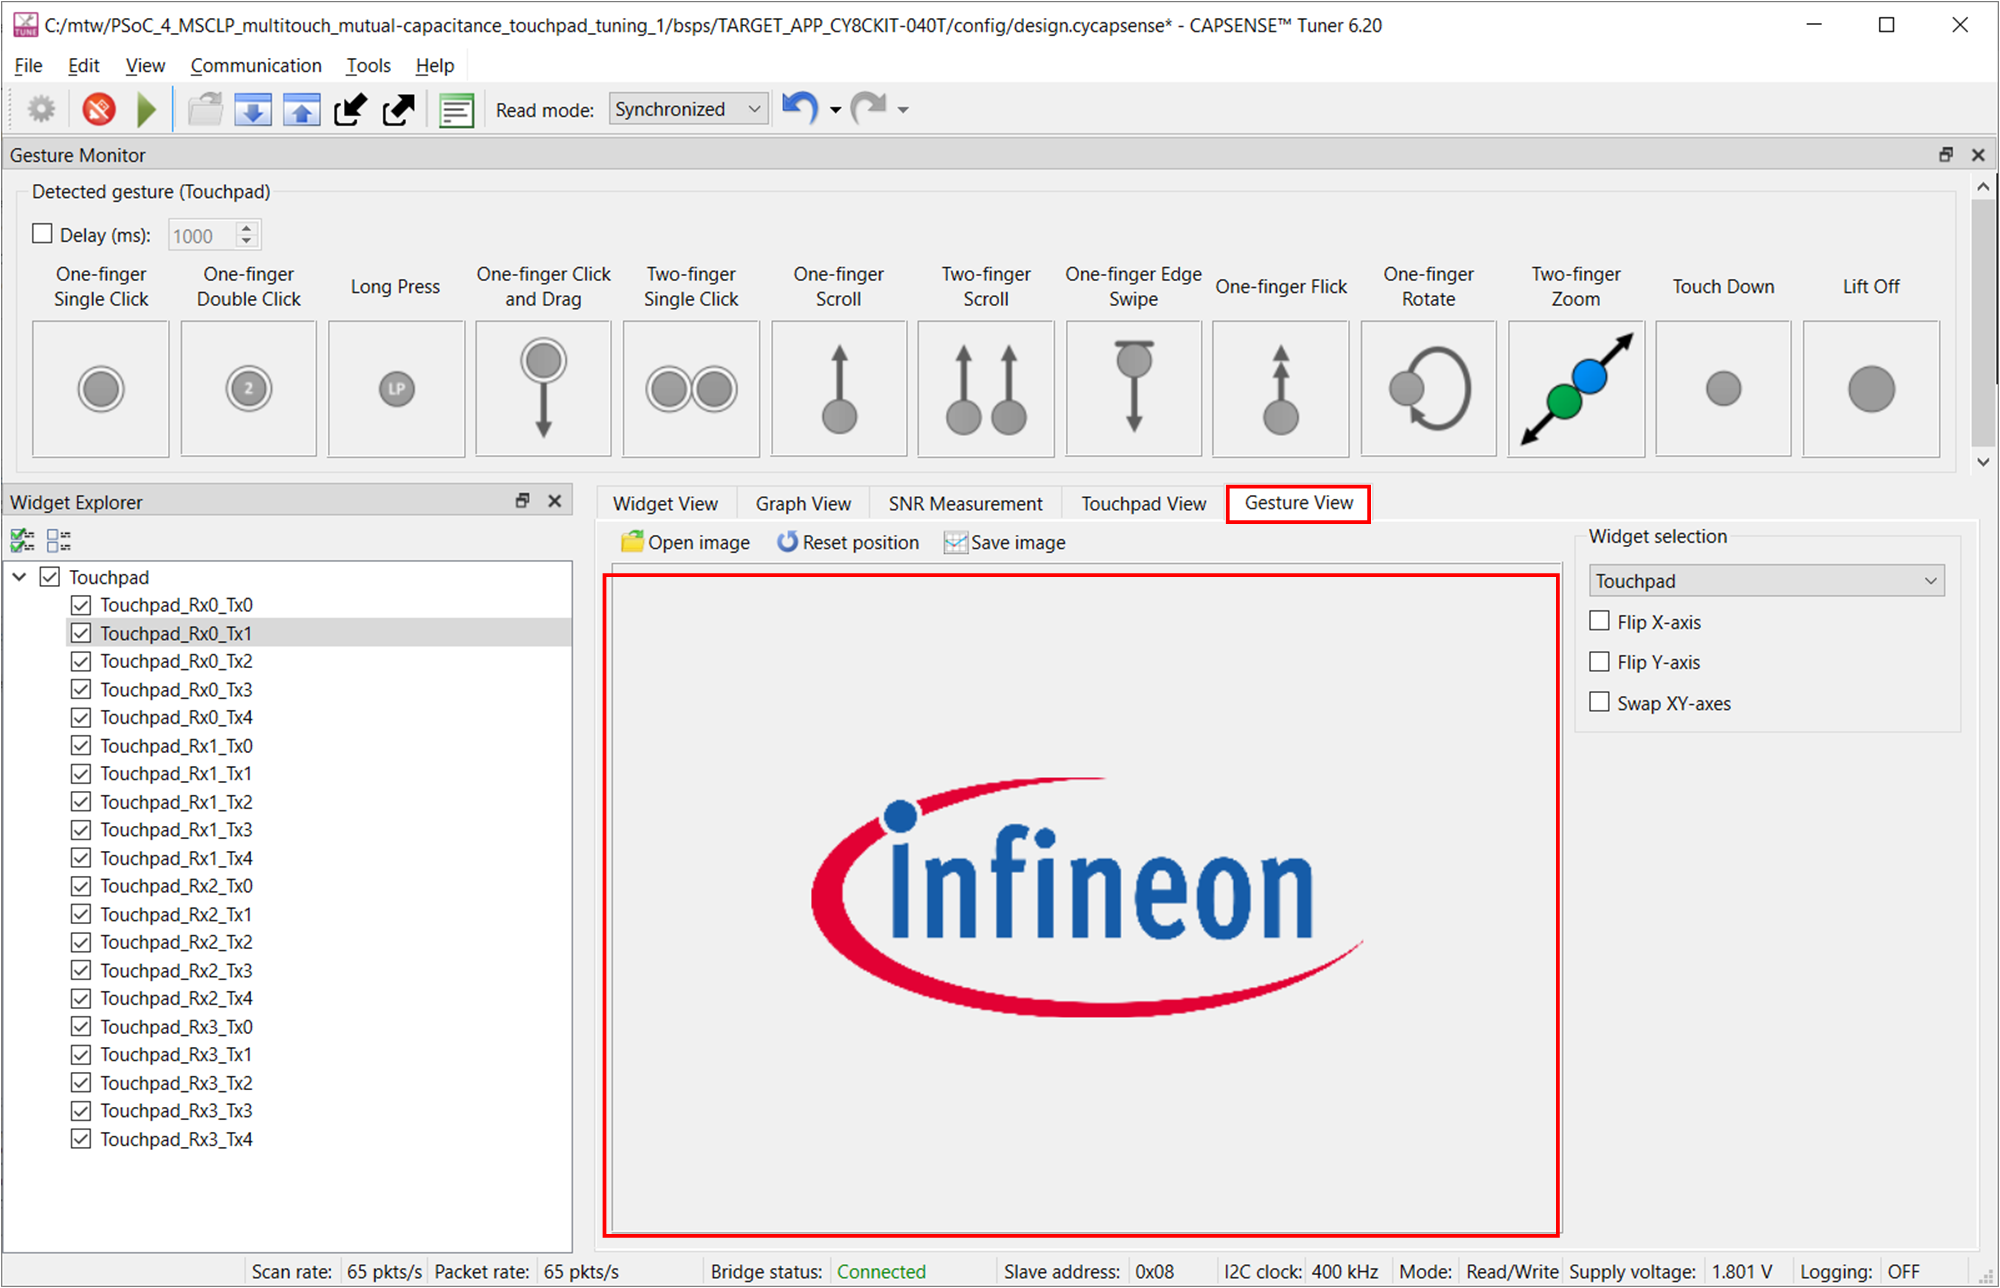 C:/mtw/PSoC_4_MSCLP_multitouch_mutual-capacitance_touchpad_tuning_1/bsps/TARGET_APP_CY8CKIT-040T/config/design.cycapsense* - CAPSENSE™ Tuner 6.20
TUNE
File Edit View Communication Tools Help
Read mode: Synchronized
Gesture Monitor
Detected gesture (Touchpad)
Delay (ms): 1000
One-finger Single Click
One-finger Double Click
Long Press
One-finger Click and Drag
Two-finger Single Click
One-finger Scroll
Two-finger Scroll
One-finger Edge Swipe
One-finger Flick
One-finger Rotate
Two-finger Zoom
Touch Down
Lift Off
2
LP
Widget Explorer
Touchpad
Touchpad_Rx0_Tx0
Touchpad_Rx0_Tx1
Touchpad_Rx0_Tx2
Touchpad_Rx0_Tx3
Touchpad_Rx0_Tx4
Touchpad_Rx1_Tx0
Touchpad_Rx1_Tx1
Touchpad_Rx1_Tx2
Touchpad_Rx1_Tx3
Touchpad_Rx1_Tx4
Touchpad_Rx2_Tx0
Touchpad_Rx2_Tx1
Touchpad_Rx2_Tx2
Touchpad_Rx2_Tx3
Touchpad_Rx2_Tx4
Touchpad_Rx3_Tx0
Touchpad_Rx3_Tx1
Touchpad_Rx3_Tx2
Touchpad_Rx3_Tx3
Touchpad_Rx3_Tx4
Widget View Graph View SNR Measurement Touchpad View Gesture View
Open image Reset position Save image
infineon
Widget selection
Touchpad
Flip X-axis
Flip Y-axis
Swap XY-axes
Scan rate: 65 pkts/s Packet rate: 65 pkts/s Bridge status: Connected Slave address: 0x08 I2C clock: 400 kHz Mode: Read/Write Supply voltage: 1.801 V Logging: OFF